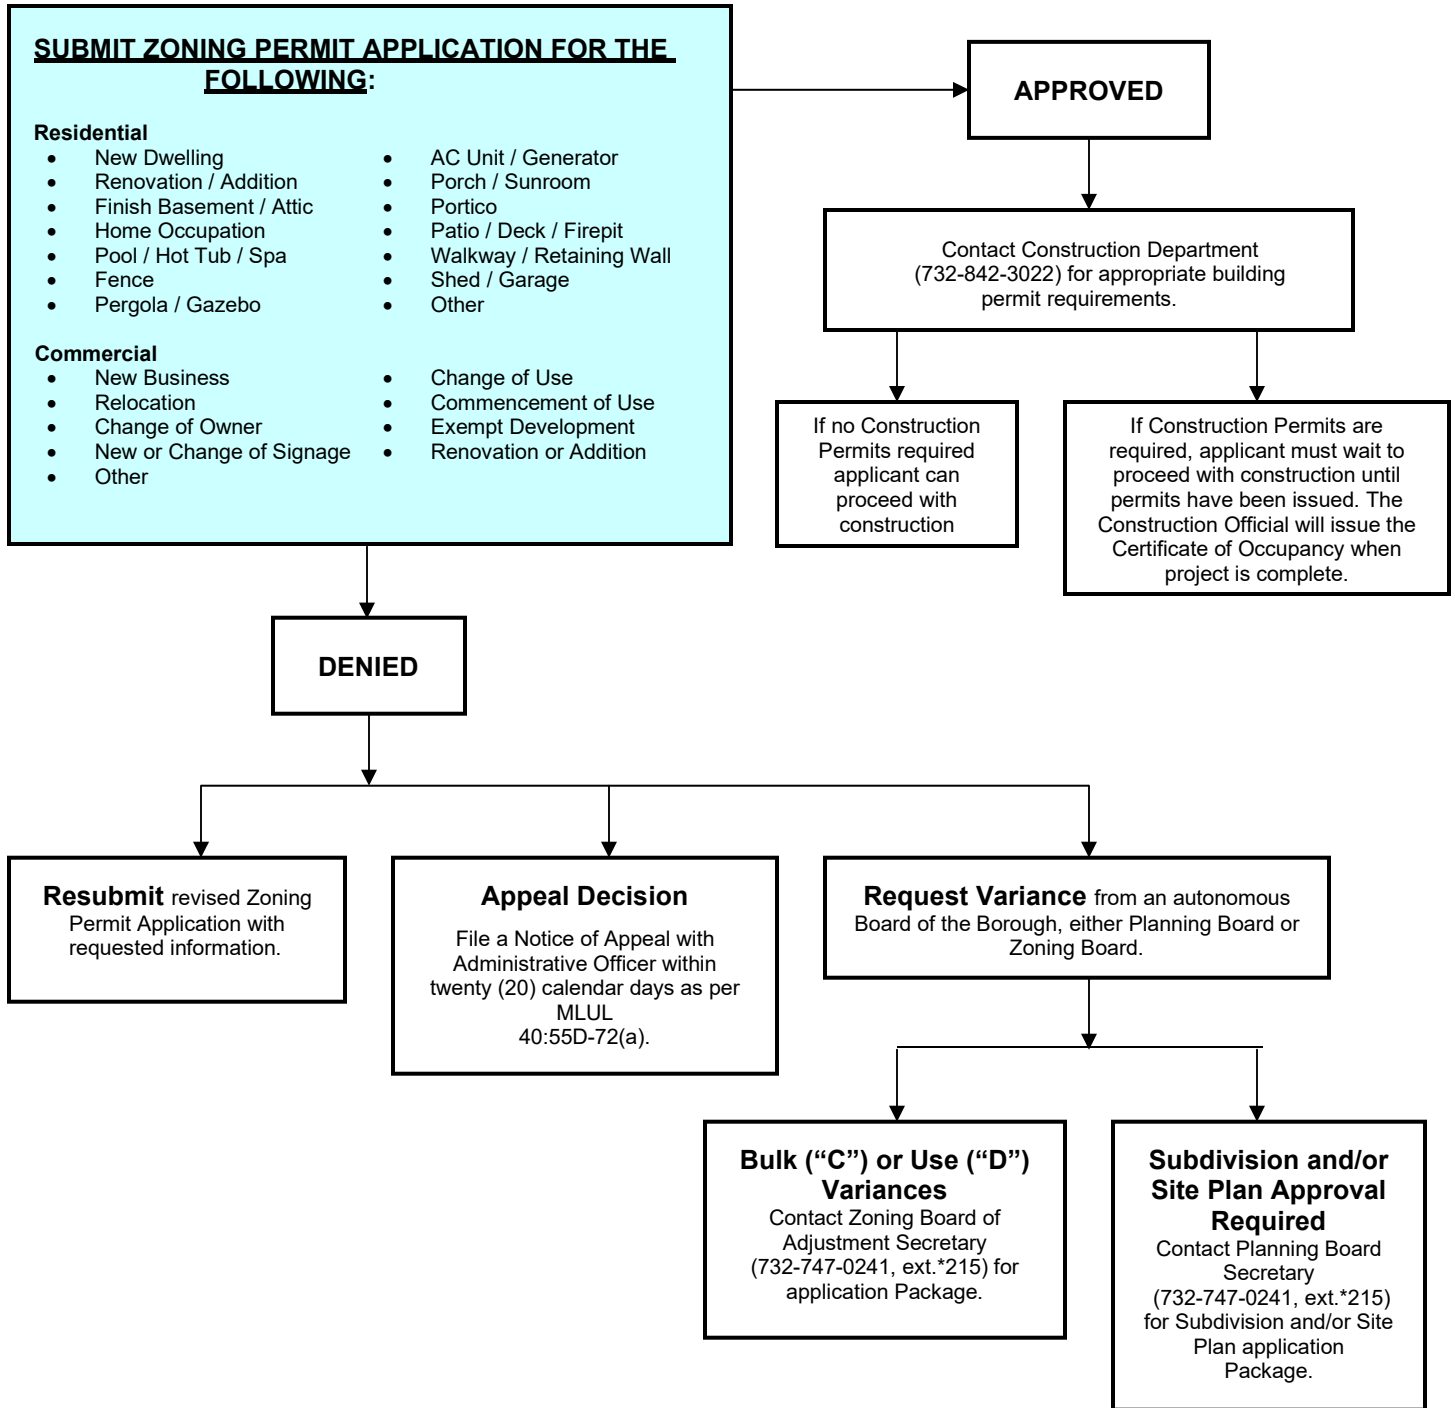 SUBMIT ZONING PERMIT APPLICATION FOR THE
FOLLOWING:
Residential
• New Dwelling
• Renovation / Addition
• Finish Basement / Attic
• Home Occupation
• Pool / Hot Tub / Spa
• Fence
• Pergola / Gazebo
• AC Unit / Generator
• Porch / Sunroom
• Portico
• Patio / Deck / Firepit
• Walkway / Retaining Wall
• Shed / Garage
• Other
Commercial
• New Business
• Relocation
• Change of Owner
• New or Change of Signage
• Other
• Change of Use
• Commencement of Use
• Exempt Development
• Renovation or Addition
APPROVED
Contact Construction Department
(732-842-3022) for appropriate building
permit requirements.
If no Construction
Permits required
applicant can
proceed with
construction
If Construction Permits are
required, applicant must wait to
proceed with construction until
permits have been issued. The
Construction Official will issue the
Certificate of Occupancy when
project is complete.
DENIED
Resubmit revised Zoning
Permit Application with
requested information.
Appeal Decision
File a Notice of Appeal with
Administrative Officer within
twenty (20) calendar days as per
MLUL
40:55D-72(a).
Request Variance from an autonomous
Board of the Borough, either Planning Board or
Zoning Board.
Bulk (“C”) or Use (“D”)
Variances
Contact Zoning Board of
Adjustment Secretary
(732-747-0241, ext.*215) for
application Package.
Subdivision and/or
Site Plan Approval
Required
Contact Planning Board
Secretary
(732-747-0241, ext.*215)
for Subdivision and/or Site
Plan application
Package.